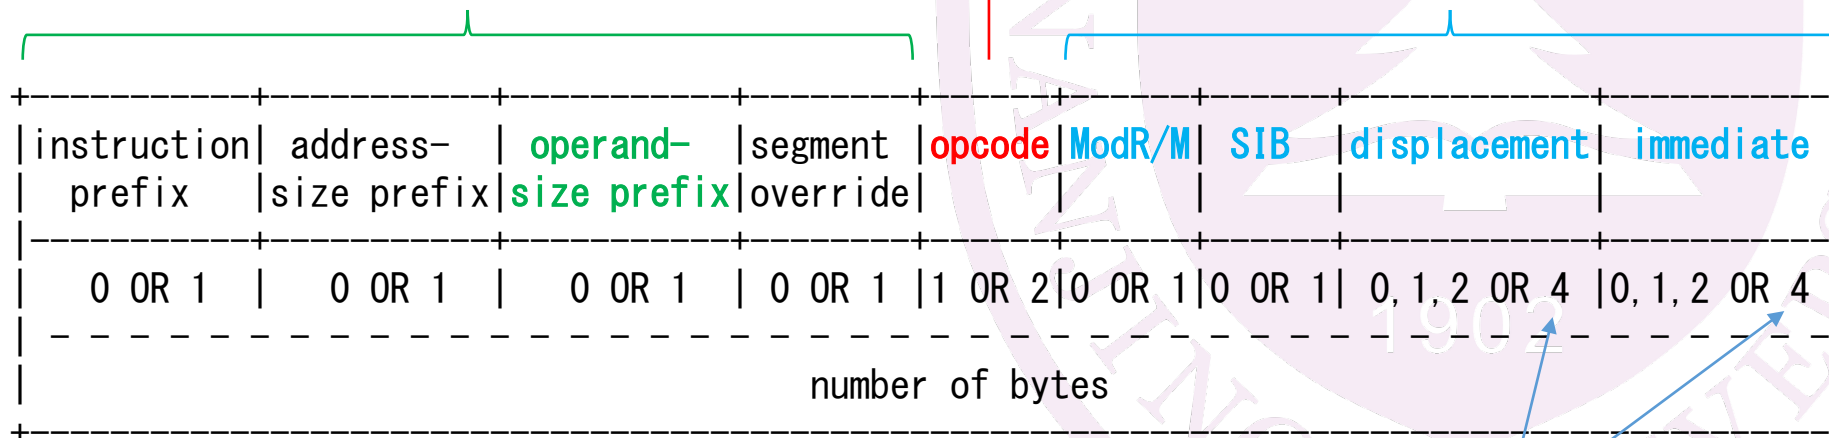 |instruction| address- | operand- |segment |opcode|ModR/M| SIB |displacement| immediate
| prefix |size prefix|size prefix|override| | | | |
| 0 OR 1 | 0 OR 1 | 0 OR 1 | 0 OR 1 |1 OR 2|0 OR 1|0 OR 1| 0,1,2 OR 4 |0,1,2 OR 4
1902
| number of bytes